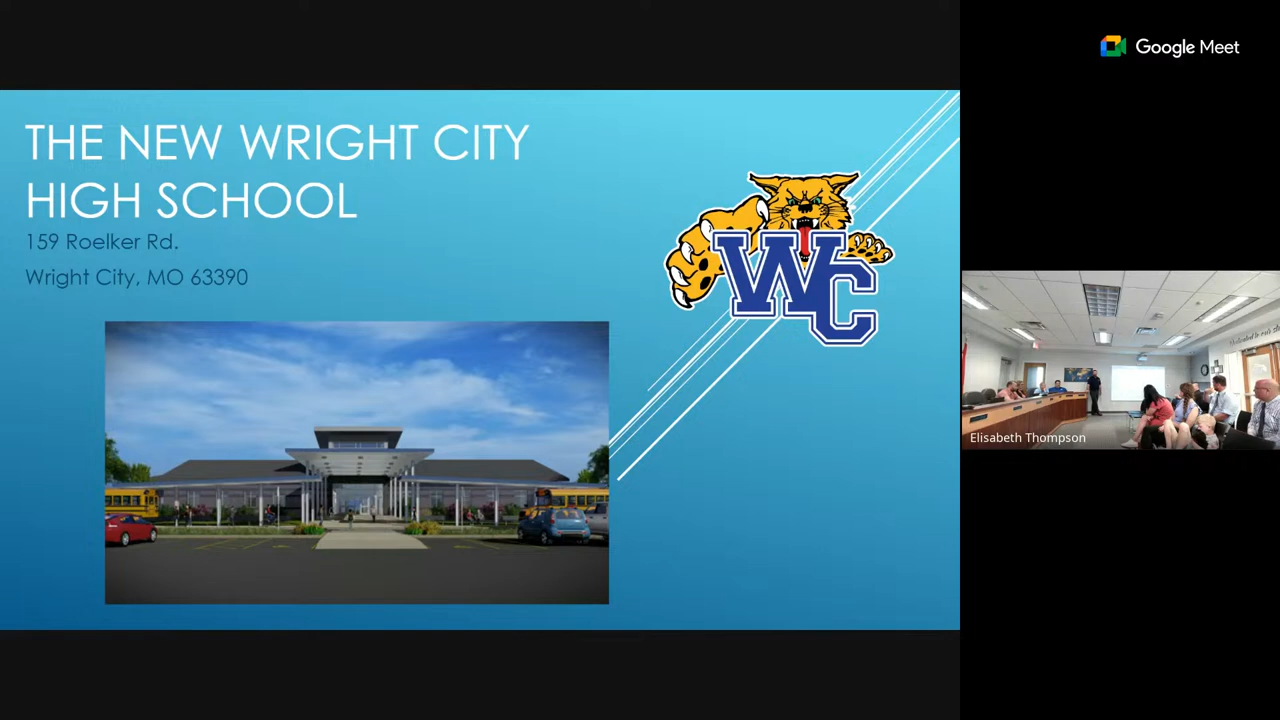 THE NEW WRIGHT CITY
HIGH SCHOOL
159 Roelker Rd.
Wright City, MO 63390
WC
Google Meet
Elisabeth Thompson